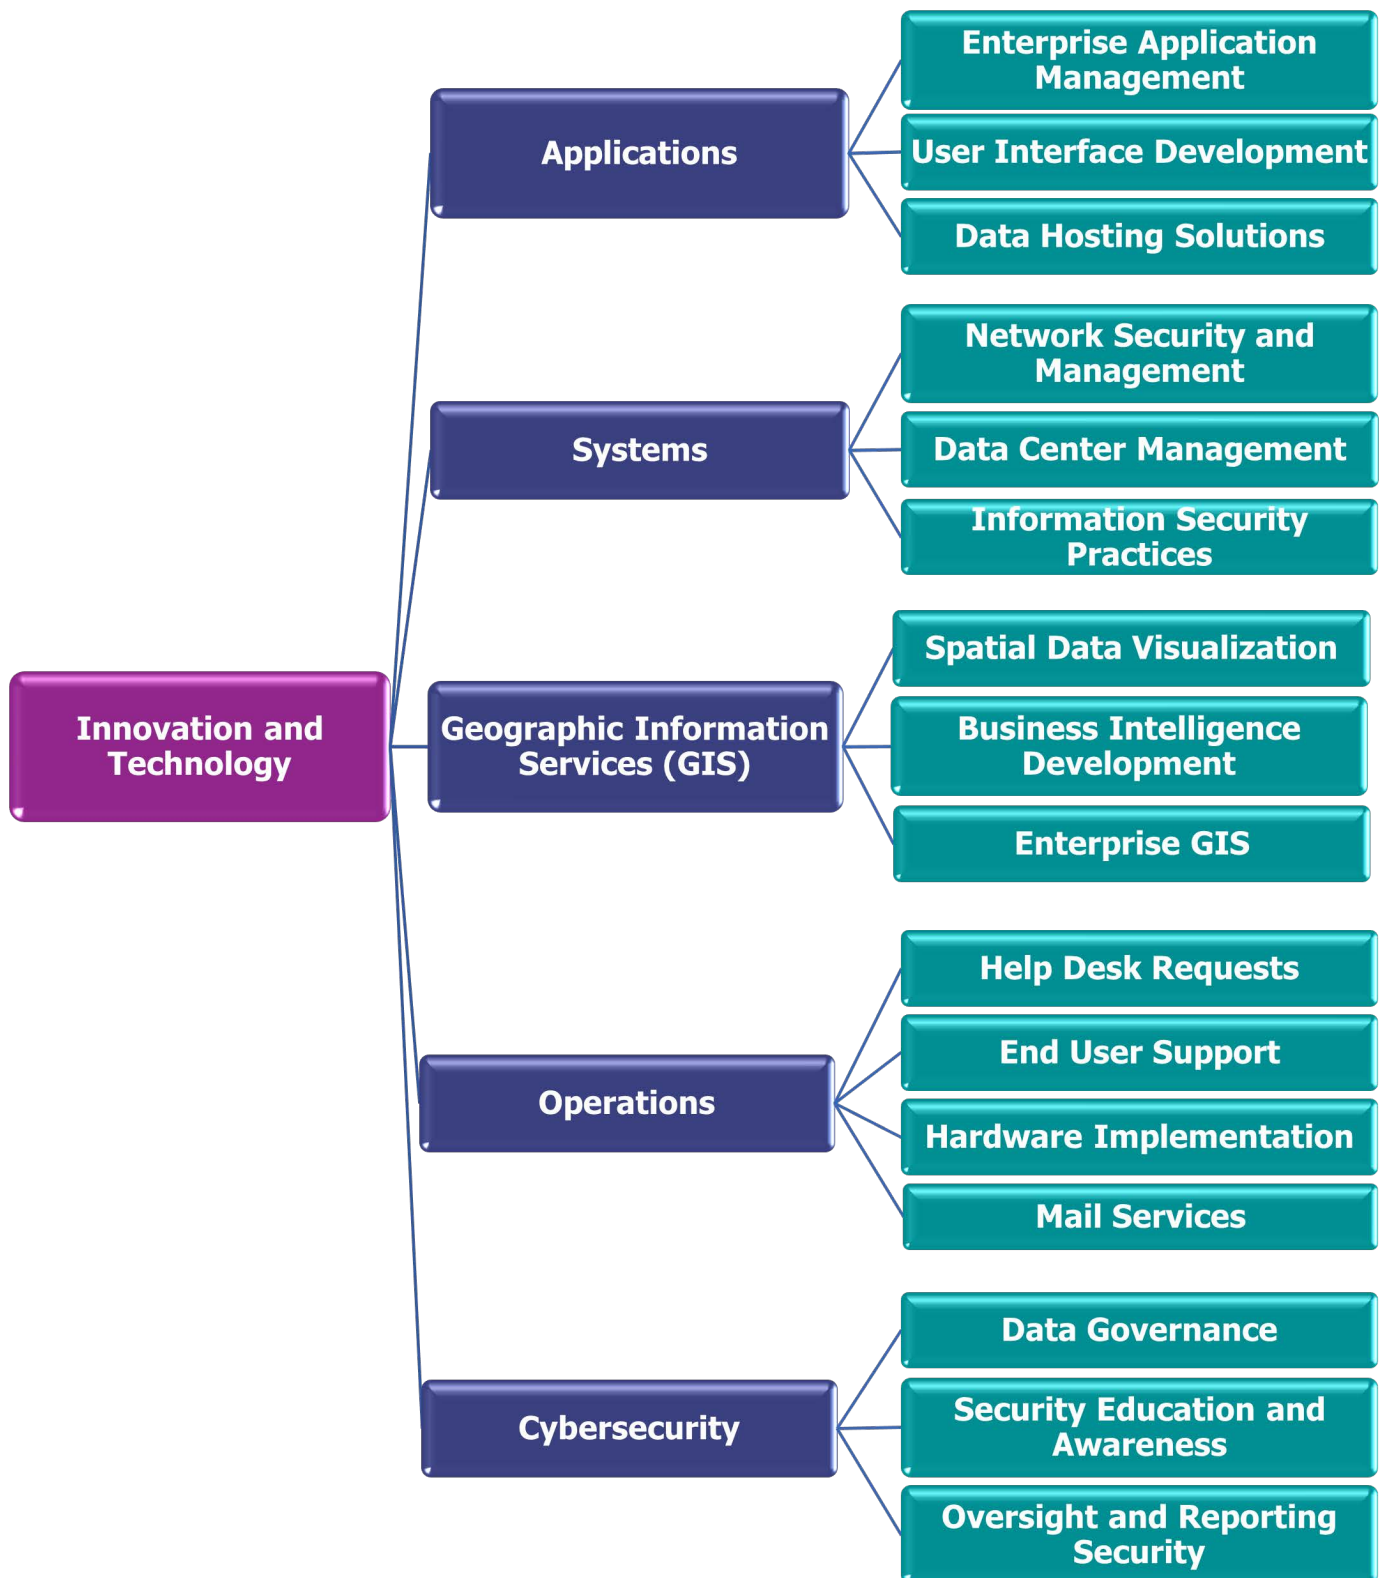 Innovation and
Technology
Applications
Enterprise Application
Management
User Interface Development
Data Hosting Solutions
Systems
Network Security and
Management
Data Center Management
Information Security
Practices
Geographic Information
Services (GIS)
Spatial Data Visualization
Business Intelligence
Development
Enterprise GIS
Operations
Help Desk Requests
End User Support
Hardware Implementation
Mail Services
Cybersecurity
Data Governance
Security Education and
Awareness
Oversight and Reporting
Security